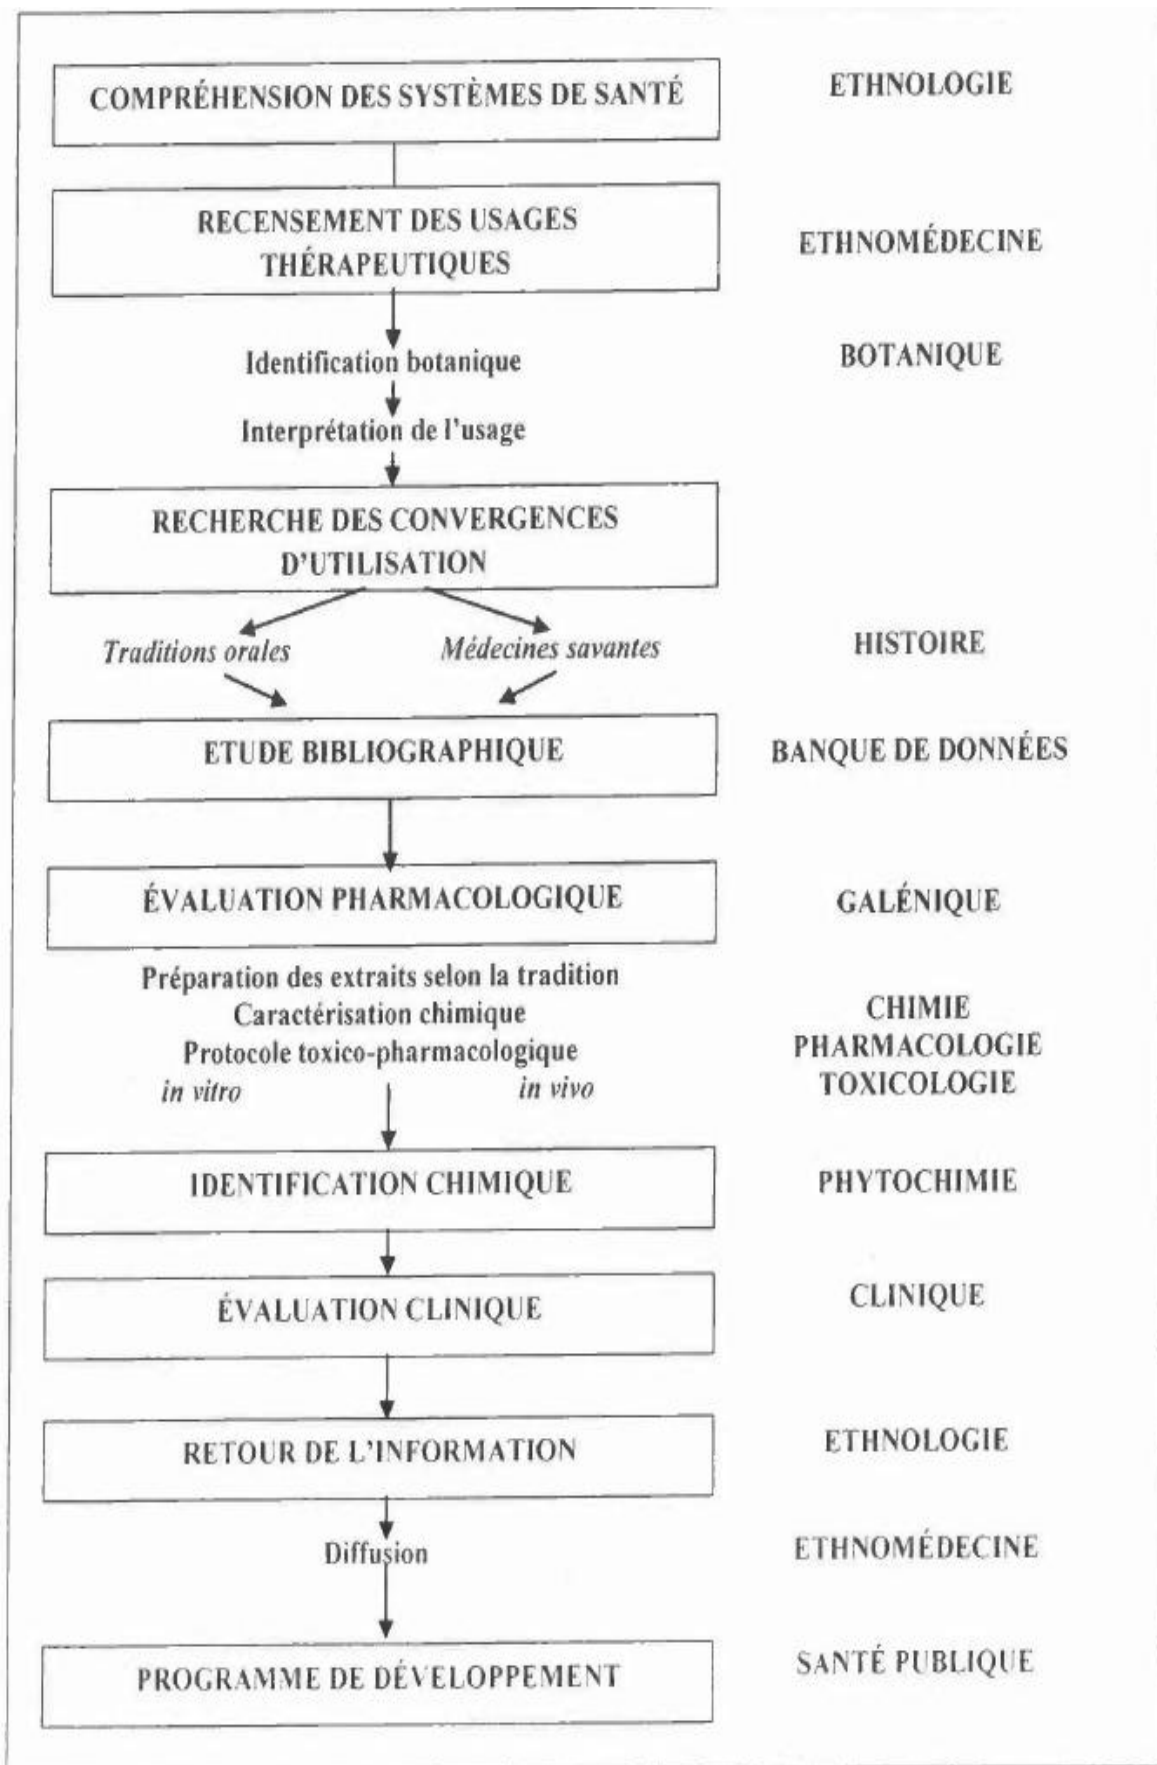 COMPRÉHENSION DES SYSTÈMES DE SANTÉ
ETHNOLOGIE
RECENSEMENT DES USAGES
THÉRAPEUTIQUES
ETHNOMÉDECINE
Identification botanique
BOTANIQUE
Interprétation de l'usage
RECHERCHE DES CONVERGENCES
D'UTILISATION
Traditions orales
Médecines savantes
HISTOIRE
ETUDE BIBLIOGRAPHIQUE
BANQUE DE DONNÉES
ÉVALUATION PHARMACOLOGIQUE
GALÉNIQUE
Préparation des extraits selon la tradition
Caractérisation chimique
CHIMIE
Protocole toxico-pharmacologique
PHARMACOLOGIE
in vitro
in vivo
TOXICOLOGIE
IDENTIFICATION CHIMIQUE
PHYTOCHIMIE
ÉVALUATION CLINIQUE
CLINIQUE
RETOUR DE L'INFORMATION
ETHNOLOGIE
Diffusion
ETHNOMÉDECINE
PROGRAMME DE DÉVELOPPEMENT
SANTÉ PUBLIQUE